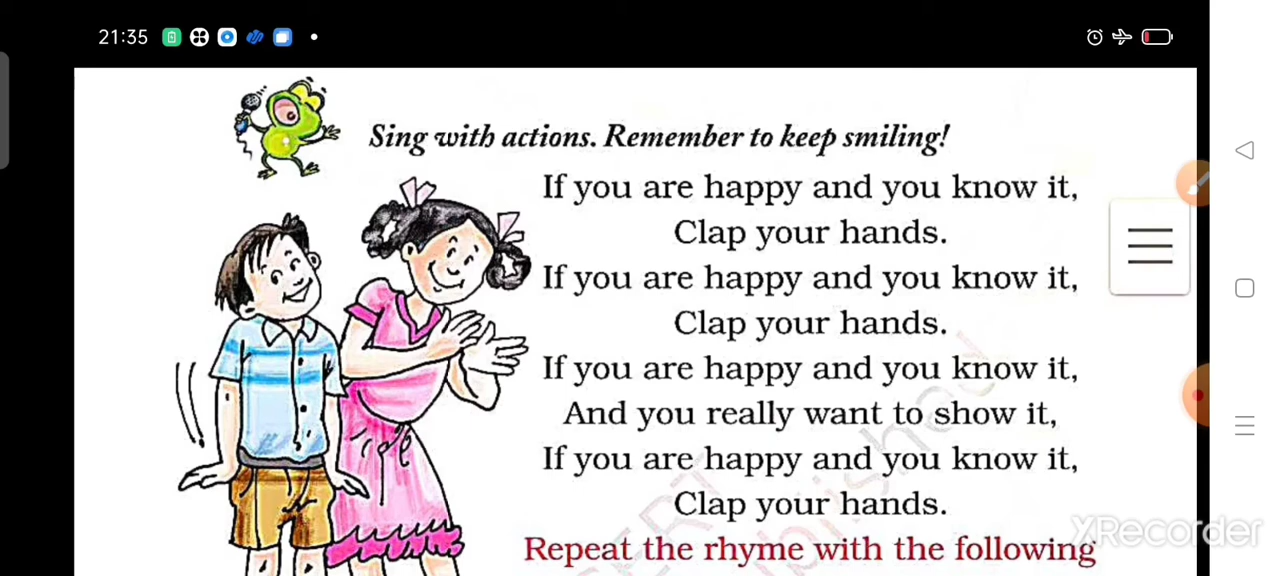 21:35
Sing with actions. Remember to keep smiling!
If you are happy and you know it,
Clap your hands.
If you are happy and you know it,
Clap your hands.
If you are happy and you know it,
And you really want to show it,
If you are happy and you know it,
Clap your hands.
Repeat the rhyme with the following
XRecorder